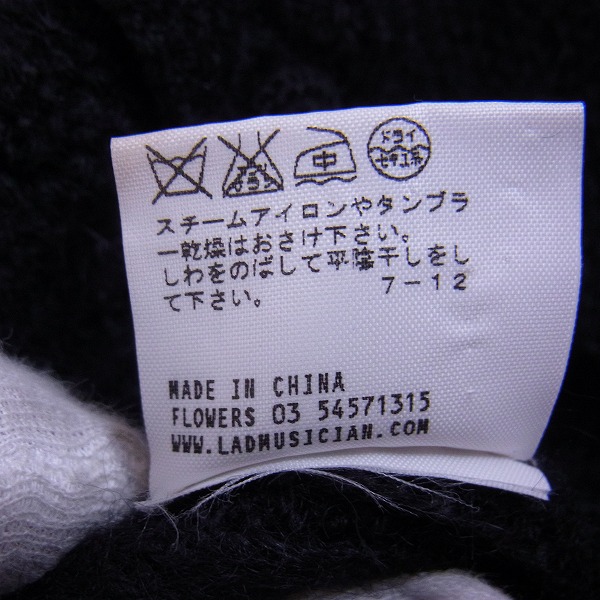 中
ドライ
セキユ系
スチームアイロンやタンブラ
ー乾燥はおさけ下さい。
しわをのばして平陰干しをし
て下さい。 7-12
MADE IN CHINA
FLOWERS 03 54571315
WWW.LADMUSICIAN.COM